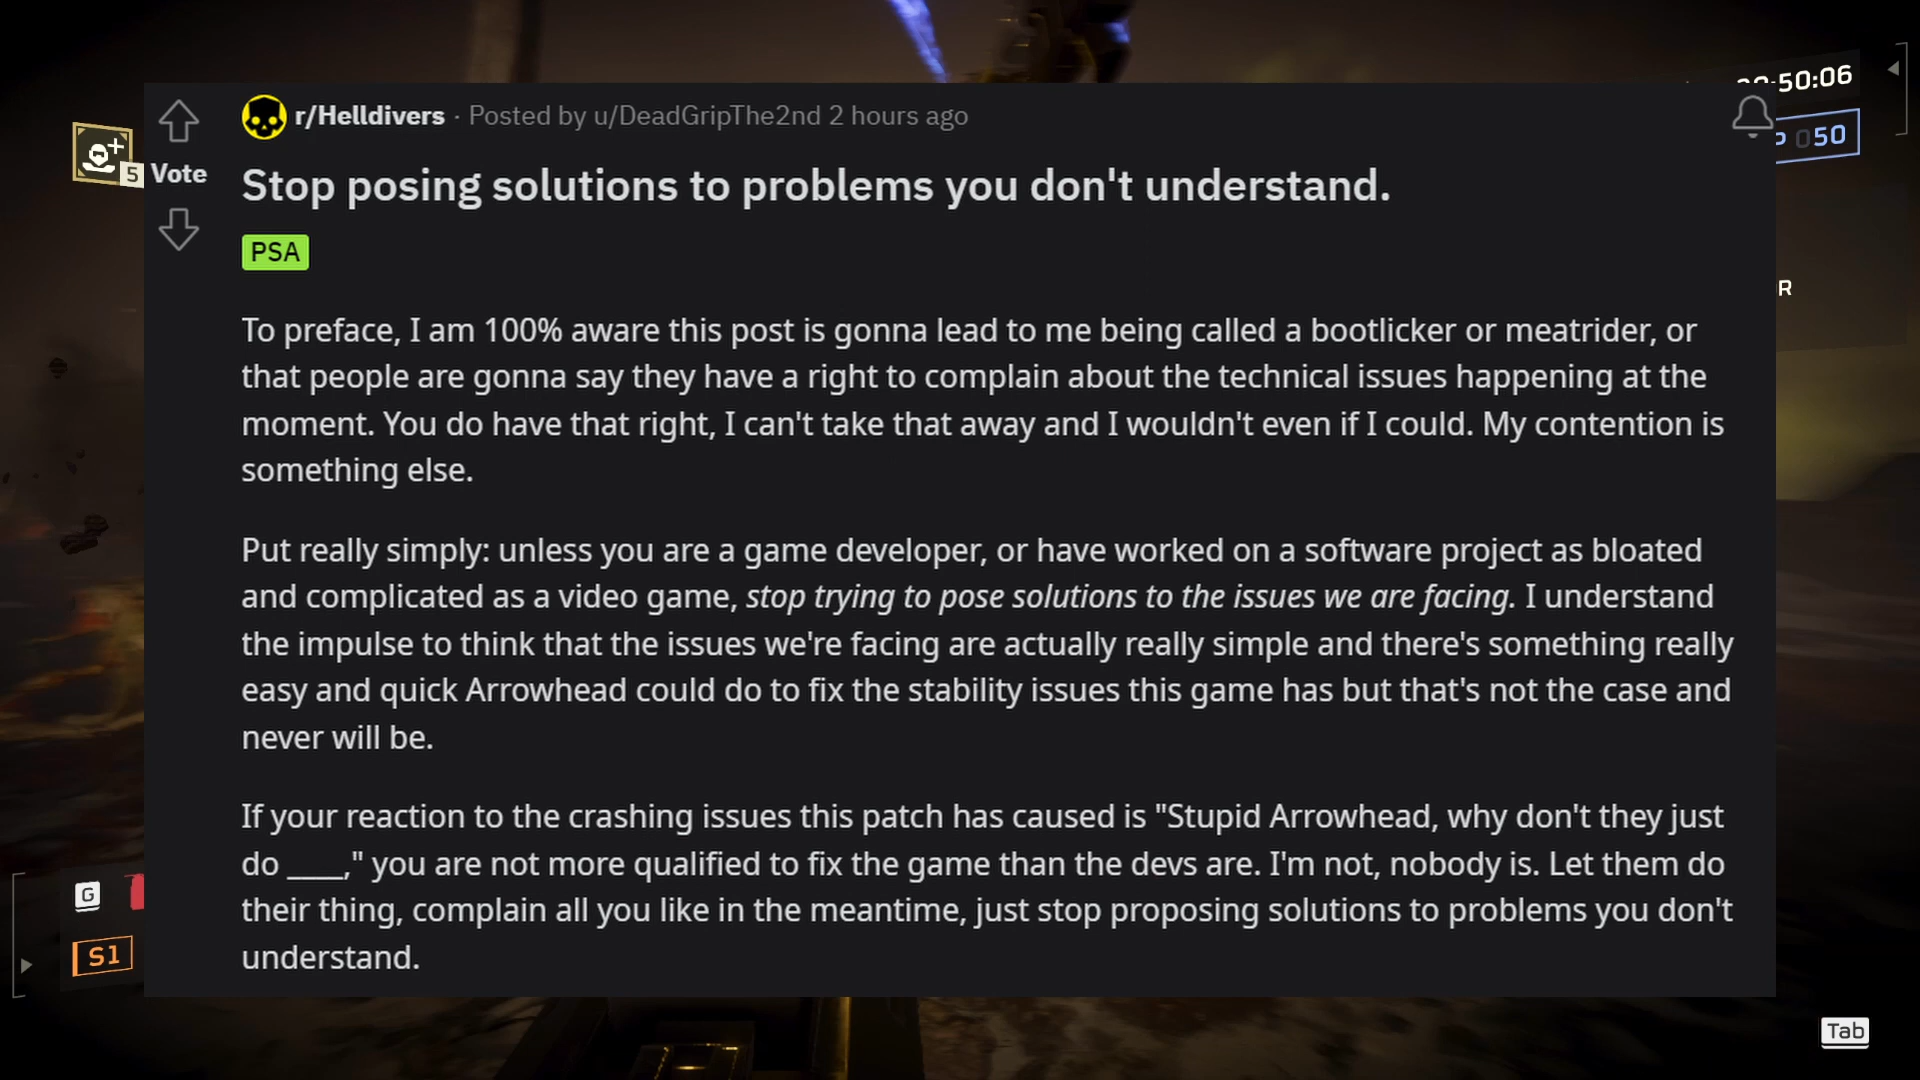 r/Helldivers · Posted by u/DeadGripThe2nd 2 hours ago
:50:06
50
5
Vote
Stop posing solutions to problems you don't understand.
PSA
R
To preface, I am 100% aware this post is gonna lead to me being called a bootlicker or meatrider, or
that people are gonna say they have a right to complain about the technical issues happening at the
moment. You do have that right, I can't take that away and I wouldn't even if I could. My contention is
something else.
Put really simply: unless you are a game developer, or have worked on a software project as bloated
and complicated as a video game, stop trying to pose solutions to the issues we are facing. I understand
the impulse to think that the issues we're facing are actually really simple and there's something really
easy and quick Arrowhead could do to fix the stability issues this game has but that's not the case and
never will be.
If your reaction to the crashing issues this patch has caused is "Stupid Arrowhead, why don't they just
do ____," you are not more qualified to fix the game than the devs are. I'm not, nobody is. Let them do
their thing, complain all you like in the meantime, just stop proposing solutions to problems you don't
understand.
G
S1
Tab